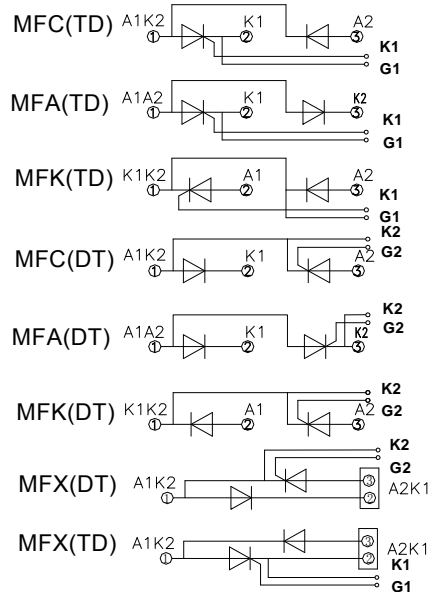 MFC(TD) A1K2 K1 A2
① ② ③
K1
G1
MFA(TD) A1A2 K1 K2
① ② ③
K1
G1
MFK(TD) K1K2 A1 A2
① ② ③
K1
G1
K2
G2
MFC(DT) A1K2 K1 A2
① ② ③
K2
G2
MFA(DT) A1A2 K1 K2
① ② ③
K2
G2
MFK(DT) K1K2 A1 A2
① ② ③
K2
G2
MFX(DT) A1K2 ③
① ② A2K1
MFX(TD) A1K2 ③
① ② A2K1
K1
G1